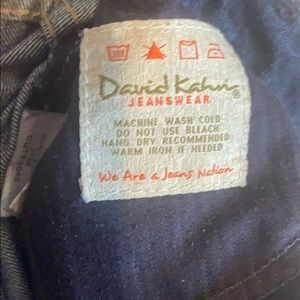 David Kahn®
JEANSWEAR
MACHINE WASH COLD
DO NOT USE BLEACH
HANG DRY RECOMMENDED
WARM IRON IF NEEDED
We Are a Jeans Nation